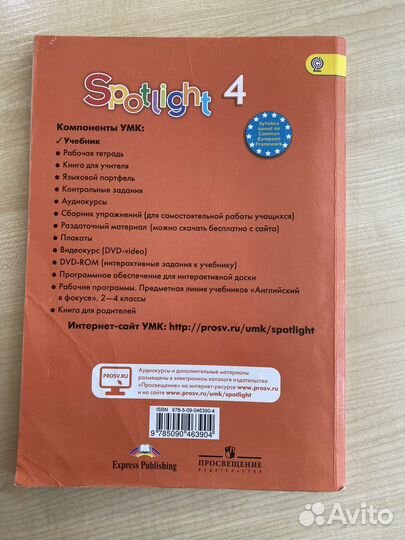 Spotlight 4
Компоненты УМК:
✓ Учебник
• Рабочая тетрадь
• Книга для учителя
• Языковой портфель
• Контрольные задания
• Аудиокурсы
• Сборник упражнений (для самостоятельной работы учащихся)
• Раздаточный материал (можно скачать бесплатно с сайта)
• Плакаты
• Видеокурс (DVD-video)
• DVD-ROM (интерактивные задания к учебнику)
• Программное обеспечение для интерактивной доски
• Рабочие программы. Предметная линия учебников «Английский
в фокусе». 2—4 классы
• Книга для родителей
Интернет-сайт УМК: http://prosv.ru/umk/spotlight
Syllabus
based on
Common
European
Framework
PROSV.RU
Аудиокурсы и дополнительные материалы
размещены в электронном каталоге издательства
«Просвещение» на интернет-ресурсе www.prosv.ru
и на сайте www.prosv.ru/umk/spotlight
ISBN 978-5-09-046390-4
9 785090 463904
Express Publishing
ПРОСВЕЩЕНИЕ
ИЗДАТЕЛЬСТВО
Avito